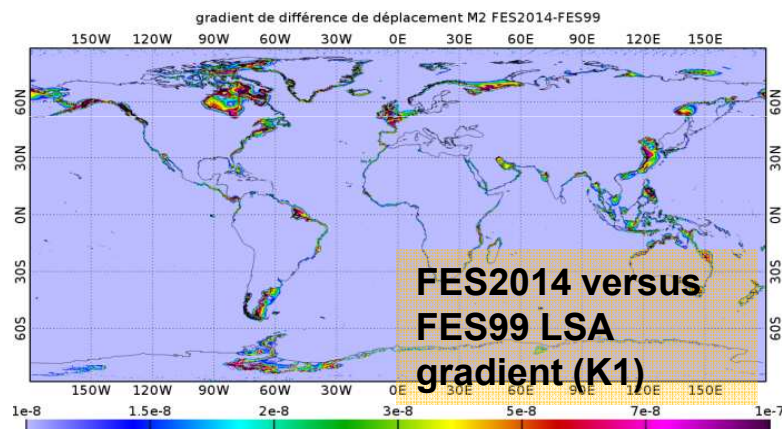 gradient de différence de déplacement M2 FES2014-FES99
150W 120W 90W 60W 30W 0E 30E 60E 90E 120E 150E
60N 60N
30N 30N
0N 0N
30S 30S
60S 60S
FES2014 versus
FES99 LSA
gradient (K1)
150W 120W 90W 60W 30W 0E 30E 60E 90E 120E 150E
1e-8 1.5e-8 2e-8 3e-8 5e-8 7e-8 1e-7